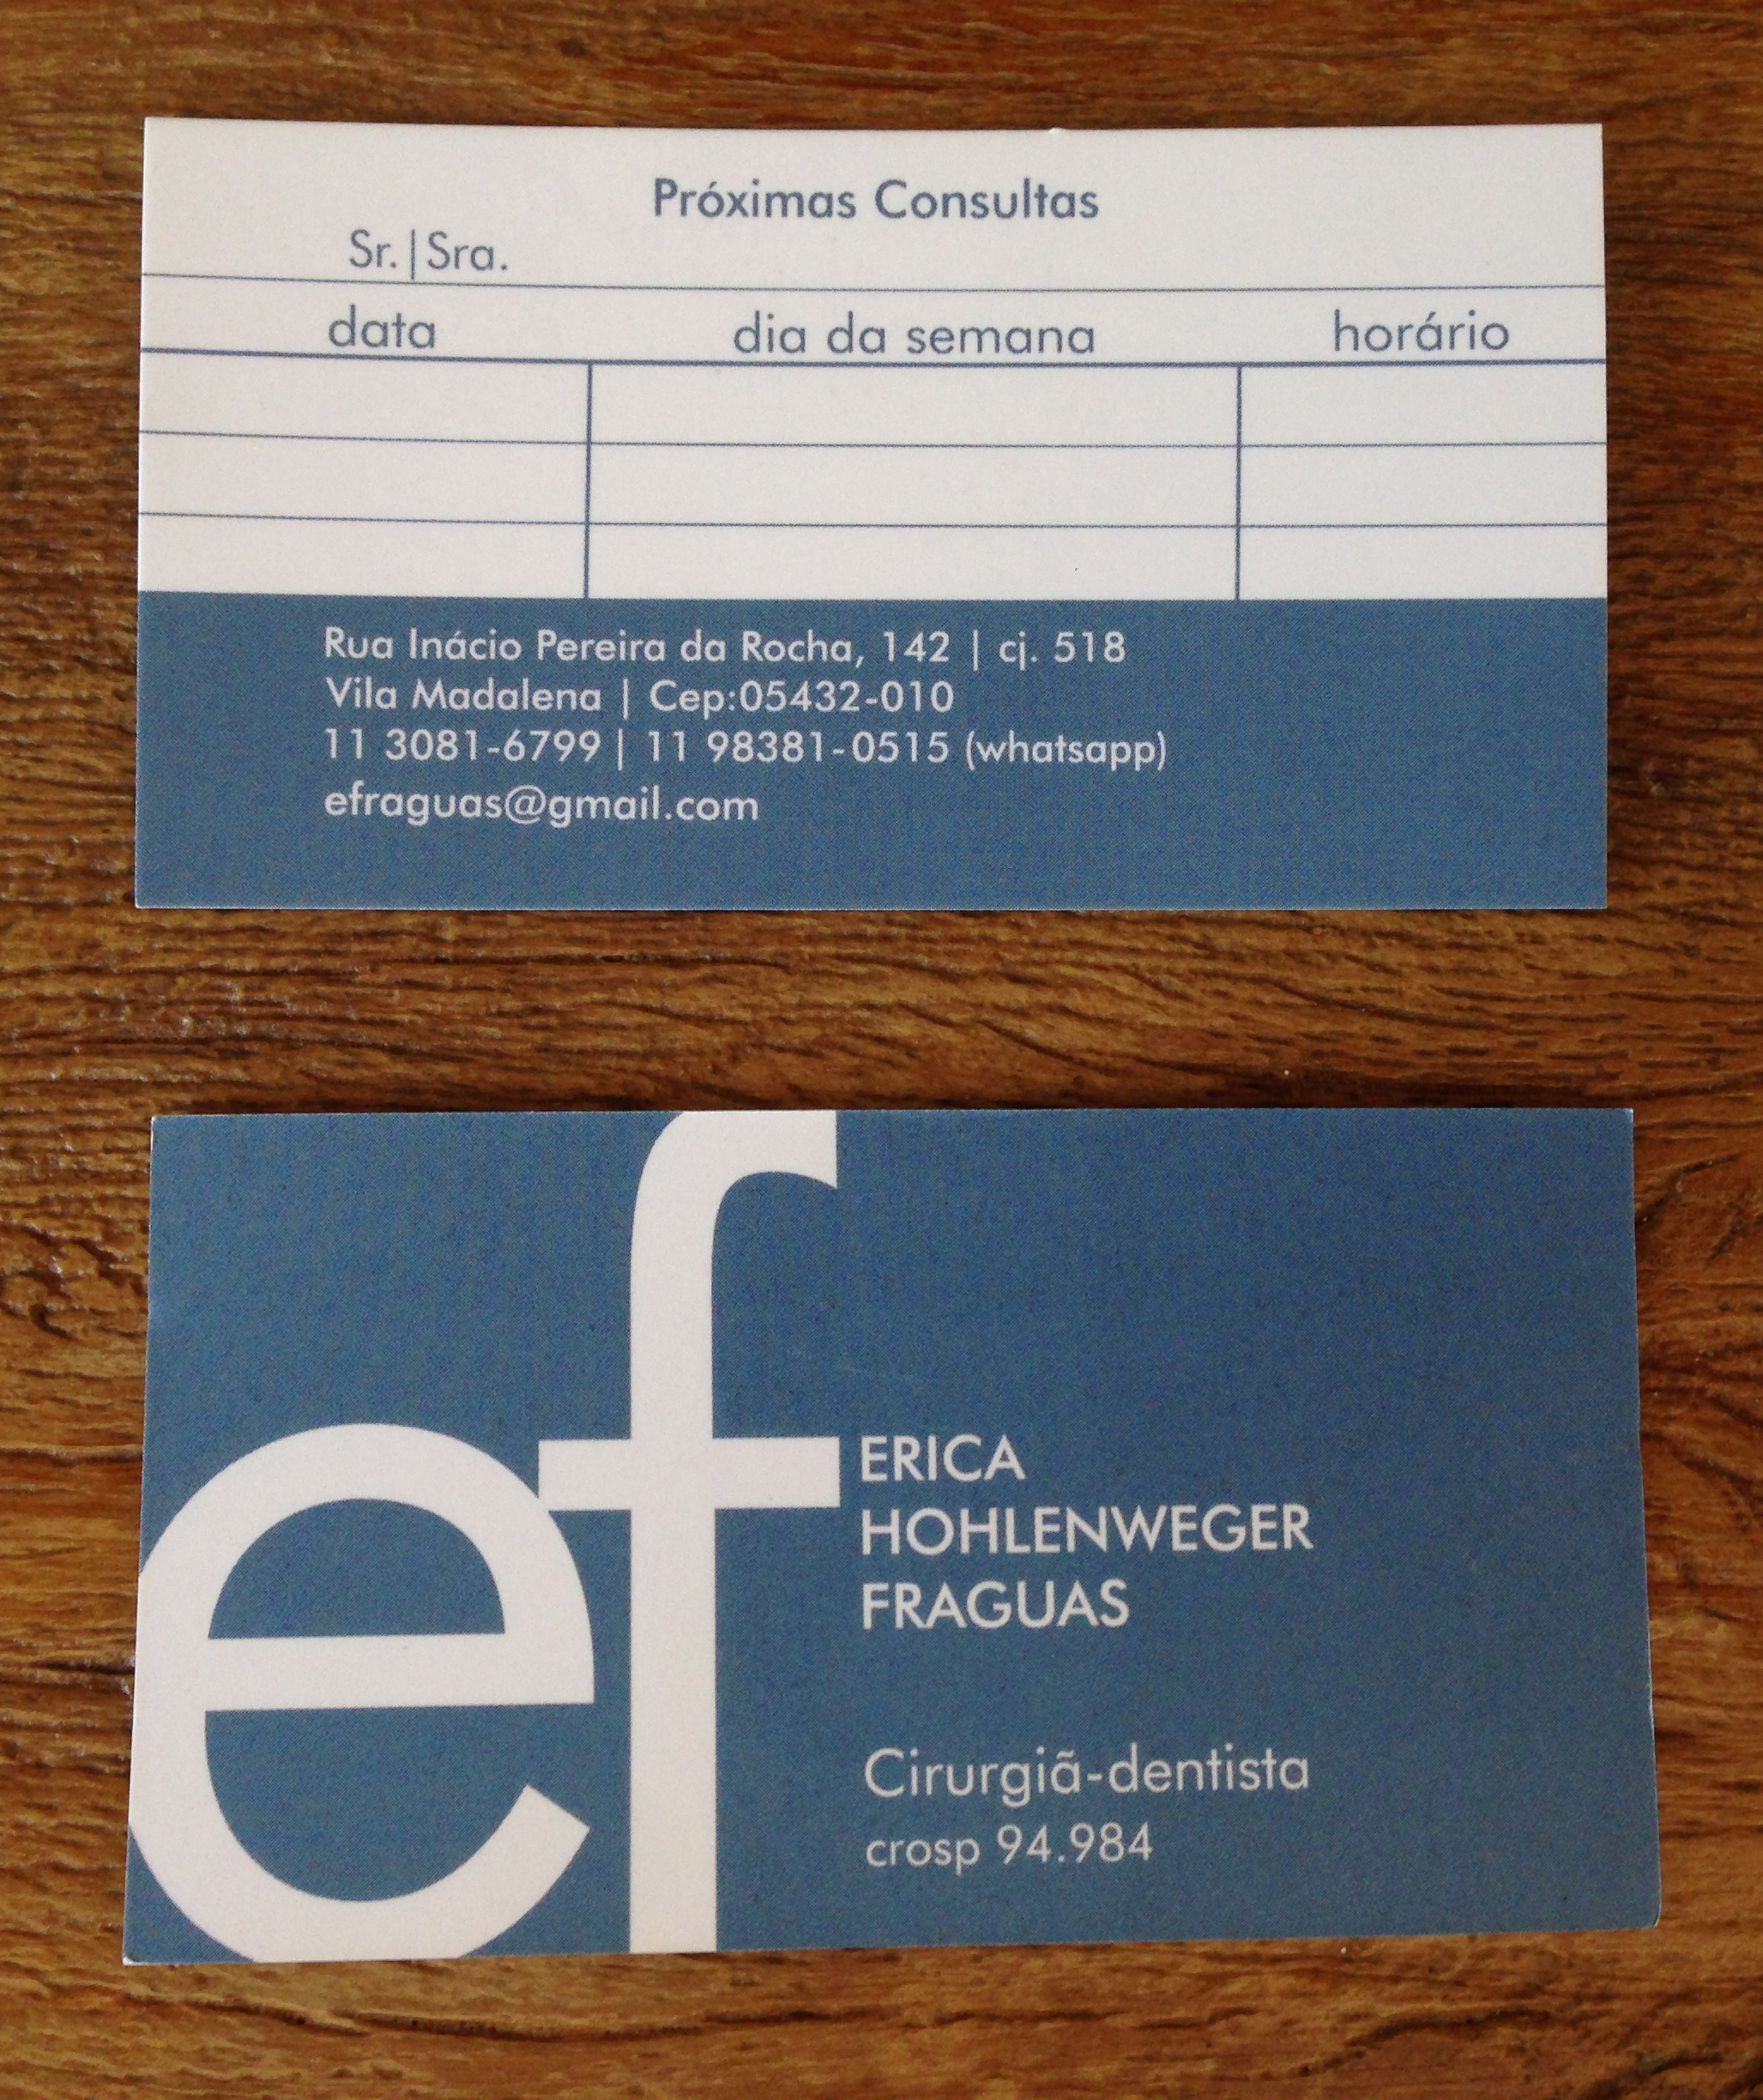 Próximas Consultas
Sr.|Sra.
data dia da semana horário
Rua Inácio Pereira da Rocha, 142 | cj. 518
Vila Madalena | Cep:05432-010
11 3081-6799 | 11 98381-0515 (whatsapp)
efraguas@gmail.com
ef
ERICA
HOHLENWEGER
FRAGUAS
Cirurgiã-dentista
crosp 94.984